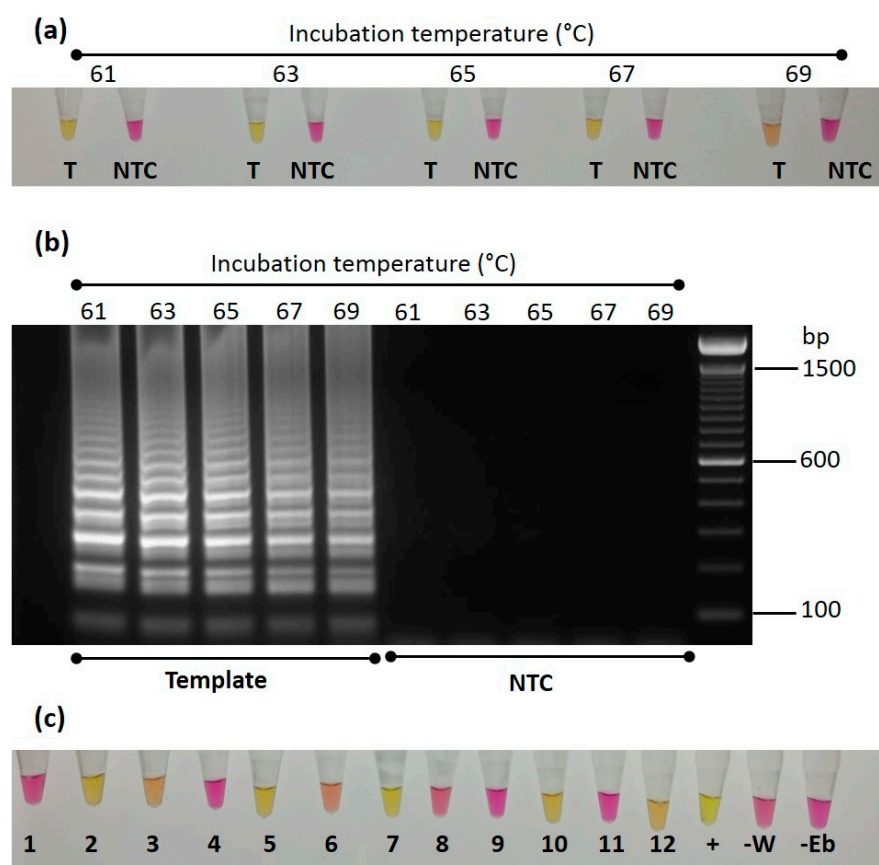 (a)
Incubation temperature (°C)
61 63 65 67 69
T NTC T NTC T NTC T NTC T NTC
(b)
Incubation temperature (°C)
61 63 65 67 69 61 63 65 67 69
bp
1500
600
100
Template NTC
(c)
1 2 3 4 5 6 7 8 9 10 11 12 + -W -Eb